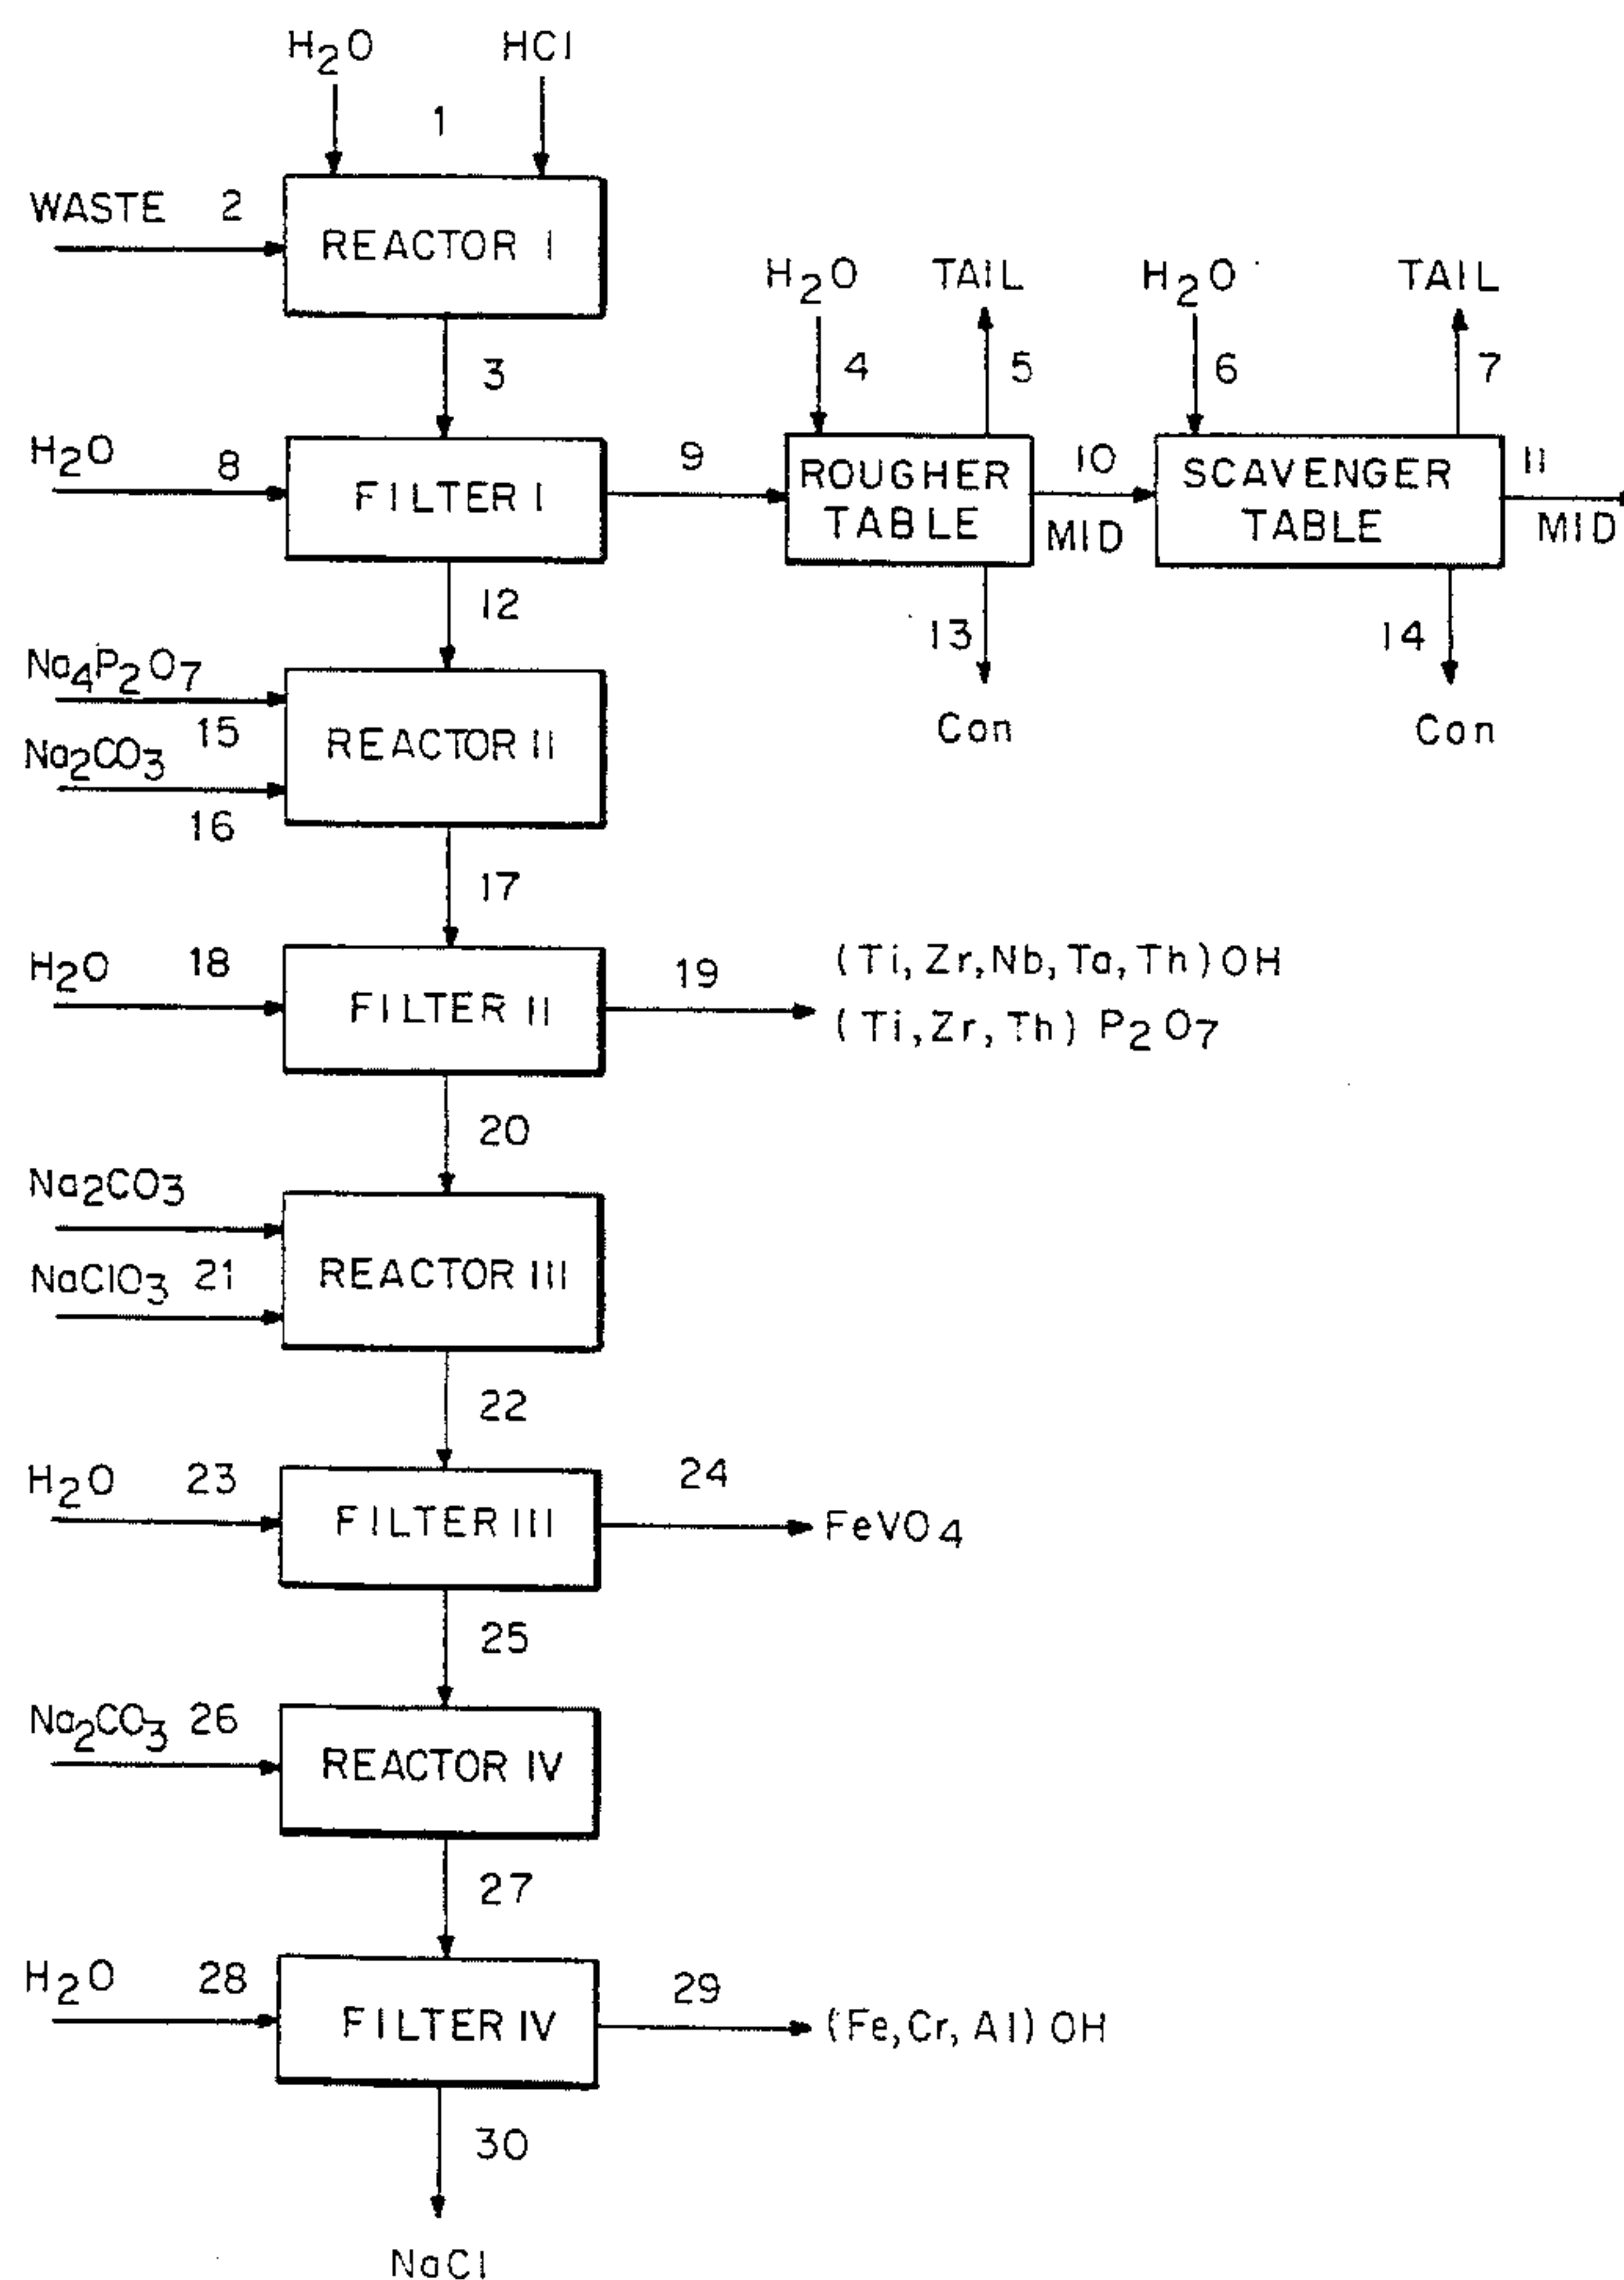 H₂O
HCl
1
WASTE 2
REACTOR I
3
H₂O
TAIL
H₂O
TAIL
4
5
6
7
H₂O
8
FILTER I
9
ROUGHER
TABLE
10
MID
SCAVENGER
TABLE
11
MID
12
13
Con
14
Con
Na₄P₂O₇
15
Na₂CO₃
16
REACTOR II
17
H₂O
18
FILTER II
19
(Ti, Zr, Nb, Ta, Th) OH
(Ti, Zr, Th) P₂O₇
20
Na₂CO₃
NaClO₃ 21
REACTOR III
22
H₂O
23
FILTER III
24
FeVO₄
25
Na₂CO₃ 26
REACTOR IV
27
H₂O
28
FILTER IV
29
(Fe, Cr, Al) OH
30
NaCl